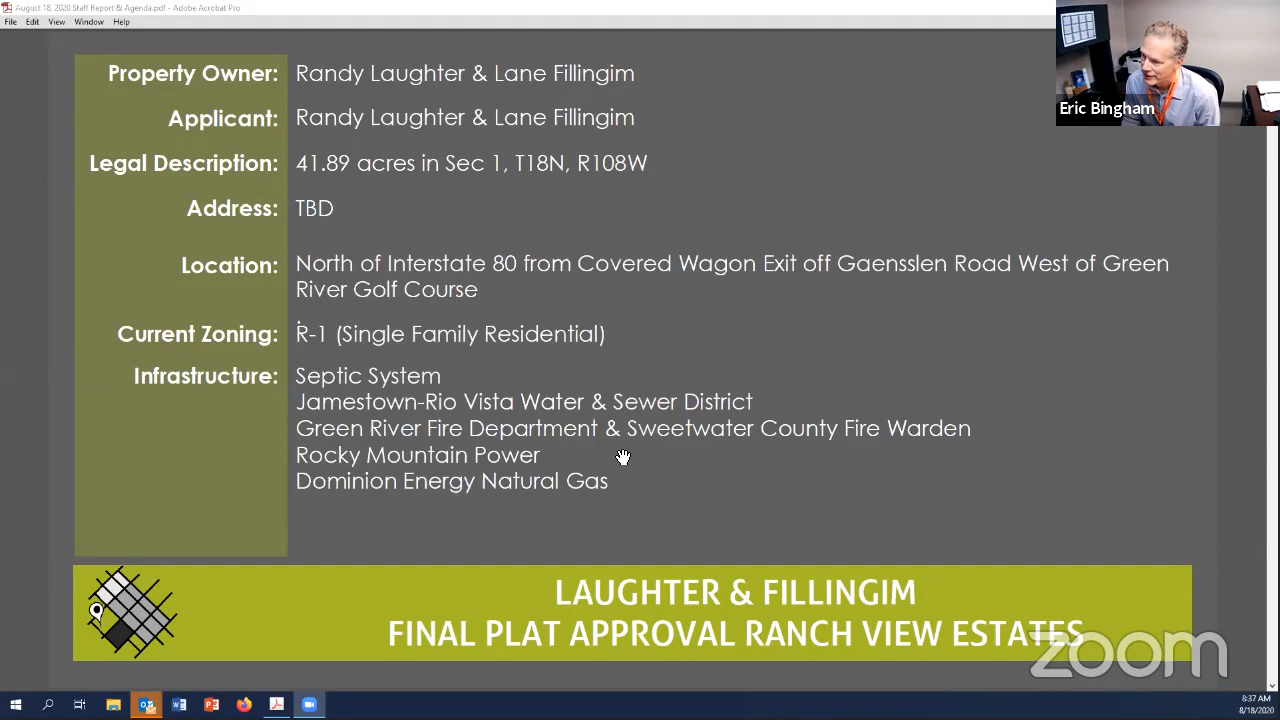 August 18, 2020 Staff Report & Agenda.pdf - Adobe Acrobat Pro
File Edit View Window Help
Property Owner: Randy Laughter & Lane Fillingim
Applicant: Randy Laughter & Lane Fillingim
Legal Description: 41.89 acres in Sec 1, T18N, R108W
Address: TBD
Location: North of Interstate 80 from Covered Wagon Exit off Gaensslen Road West of Green
River Golf Course
Current Zoning: R-1 (Single Family Residential)
Infrastructure: Septic System
Jamestown-Rio Vista Water & Sewer District
Green River Fire Department & Sweetwater County Fire Warden
Rocky Mountain Power
Dominion Energy Natural Gas
LAUGHTER & FILLINGIM
FINAL PLAT APPROVAL RANCH VIEW ESTATES
Eric Bingham
zoom
8:37 AM
8/18/2020